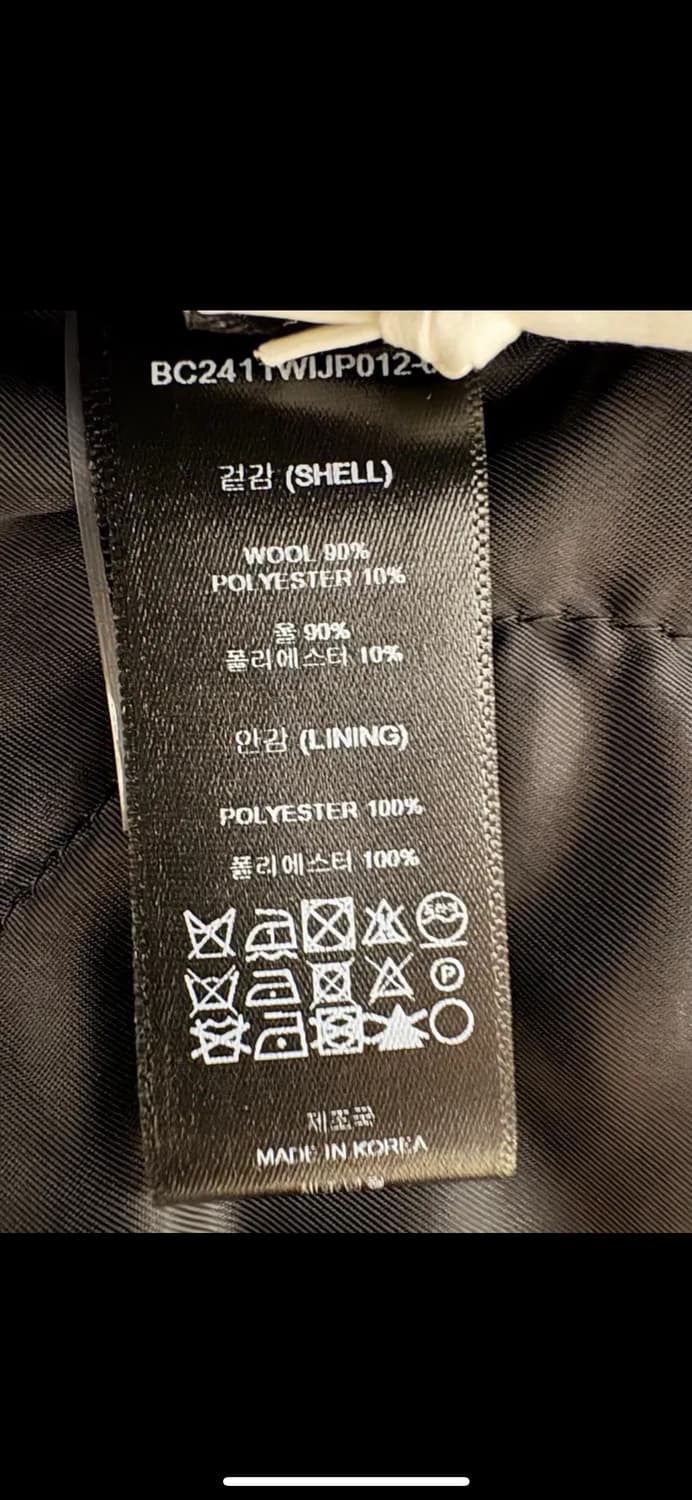 겉감 (SHELL)
WOOL 90%
POLYESTER 10%
울 90%
폴리에스터 10%
안감 (LINING)
POLYESTER 100%
폴리에스터 100%
P
제조국
MADE IN KOREA